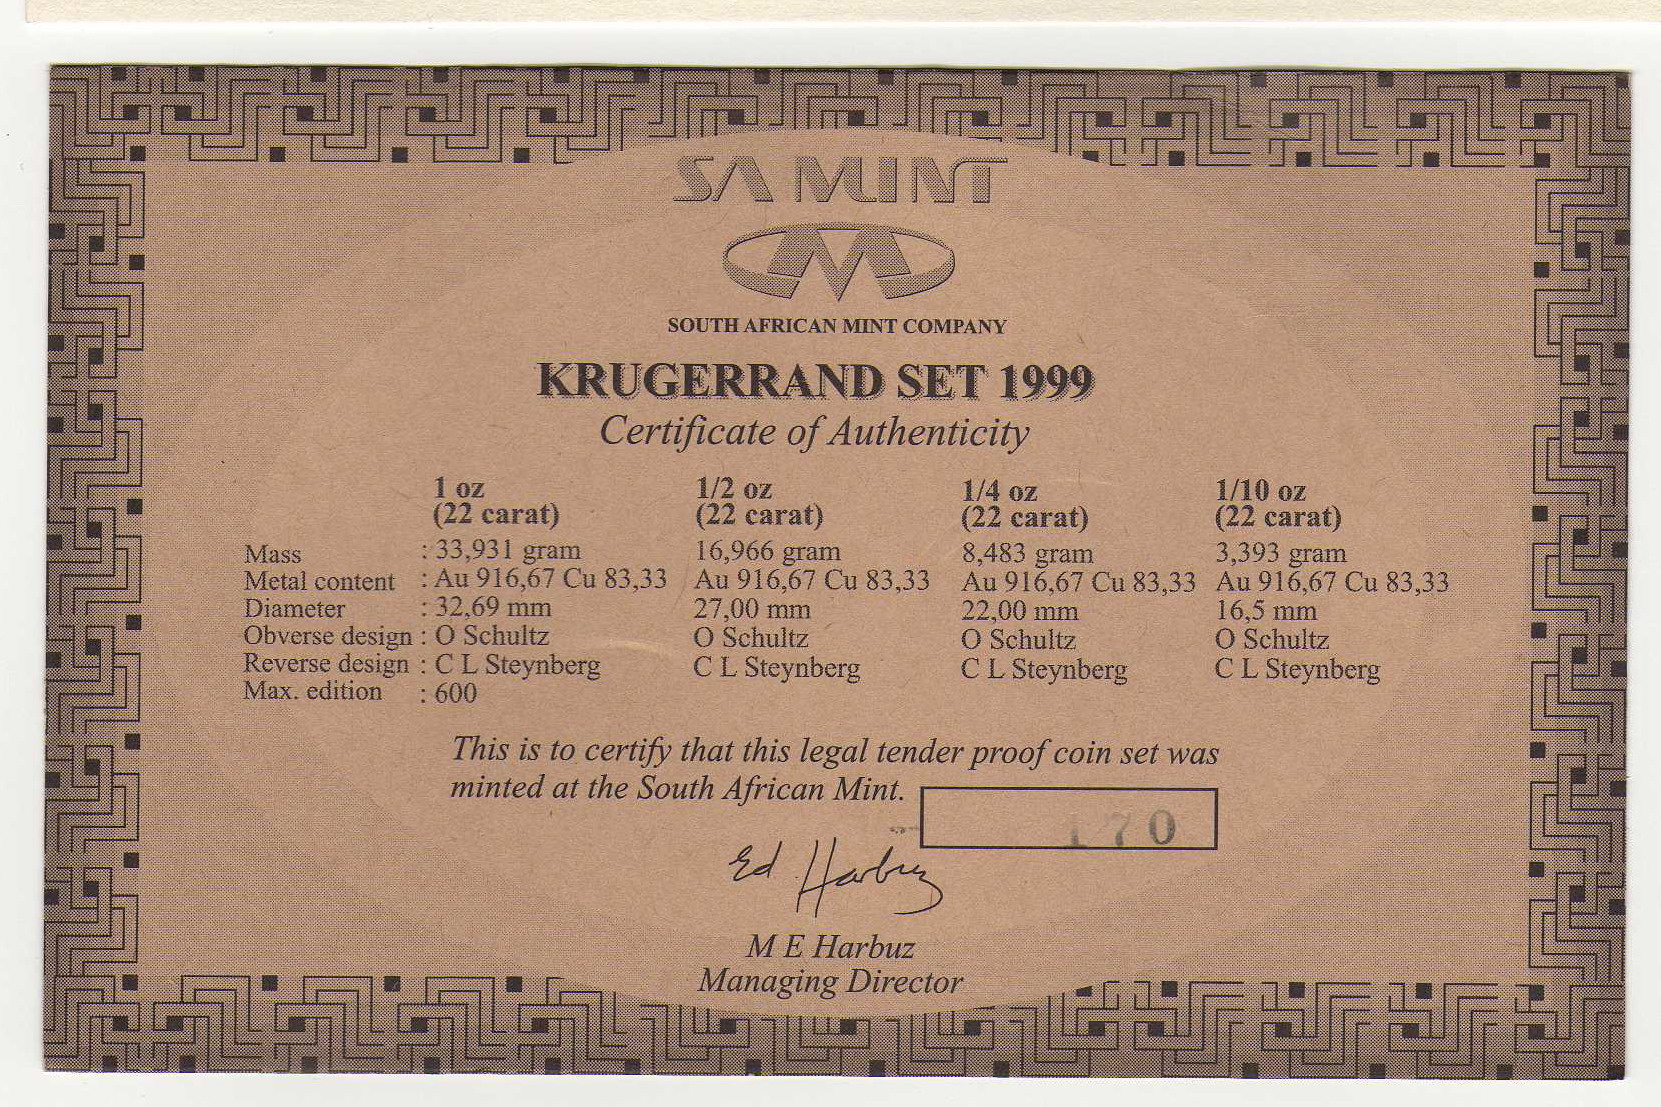 SA MINT
SOUTH AFRICAN MINT COMPANY
KRUGERRAND SET 1999
Certificate of Authenticity
1 oz 1/2 oz 1/4 oz 1/10 oz
(22 carat) (22 carat) (22 carat) (22 carat)
Mass : 33,931 gram 16,966 gram 8,483 gram 3,393 gram
Metal content : Au 916,67 Cu 83,33 Au 916,67 Cu 83,33 Au 916,67 Cu 83,33 Au 916,67 Cu 83,33
Diameter : 32,69 mm 27,00 mm 22,00 mm 16,5 mm
Obverse design : O Schultz O Schultz O Schultz O Schultz
Reverse design : C L Steynberg C L Steynberg C L Steynberg C L Steynberg
Max. edition : 600
This is to certify that this legal tender proof coin set was
minted at the South African Mint.
170
Ed Harbuz
M E Harbuz
Managing Director